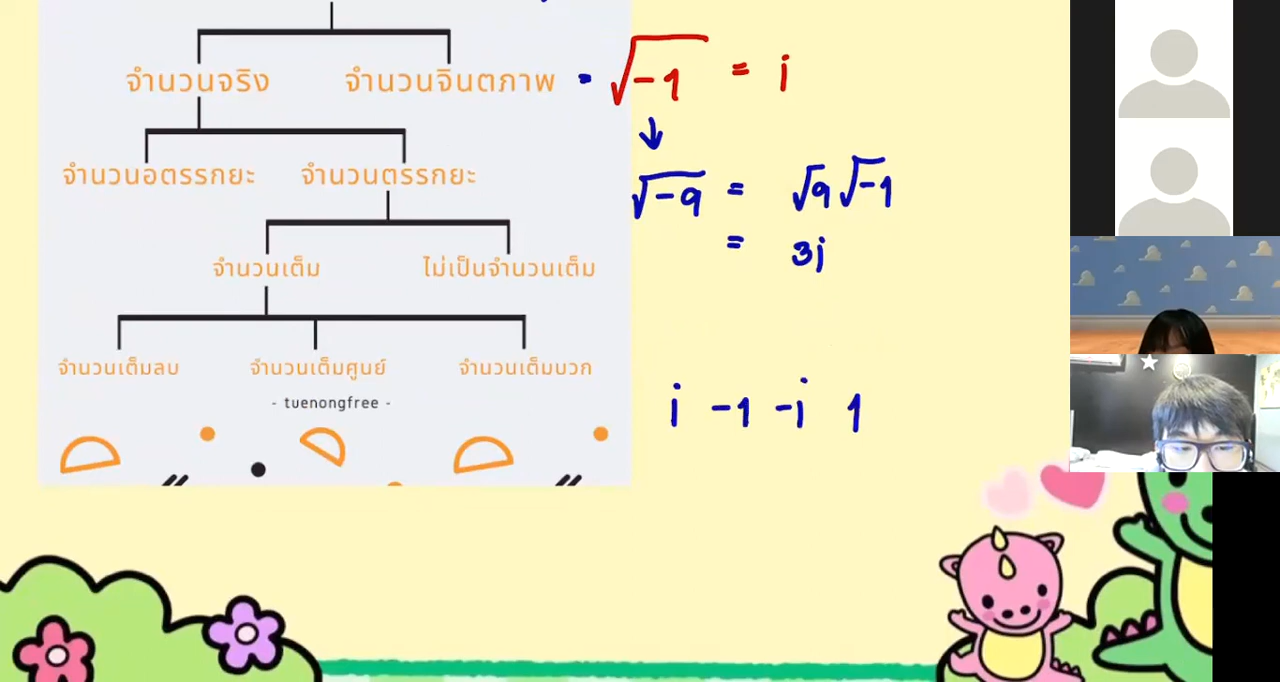 จำนวนจริง จำนวนจินตภาพ
√-1 = i
จำนวนอตรรกยะ จำนวนตรรกยะ
√-9 = √9 √-1
= 3i
จำนวนเต็ม ไม่เป็นจำนวนเต็ม
จำนวนเต็มลบ จำนวนเต็มศูนย์ จำนวนเต็มบวก
- tuenongfree -
i -1 -i 1